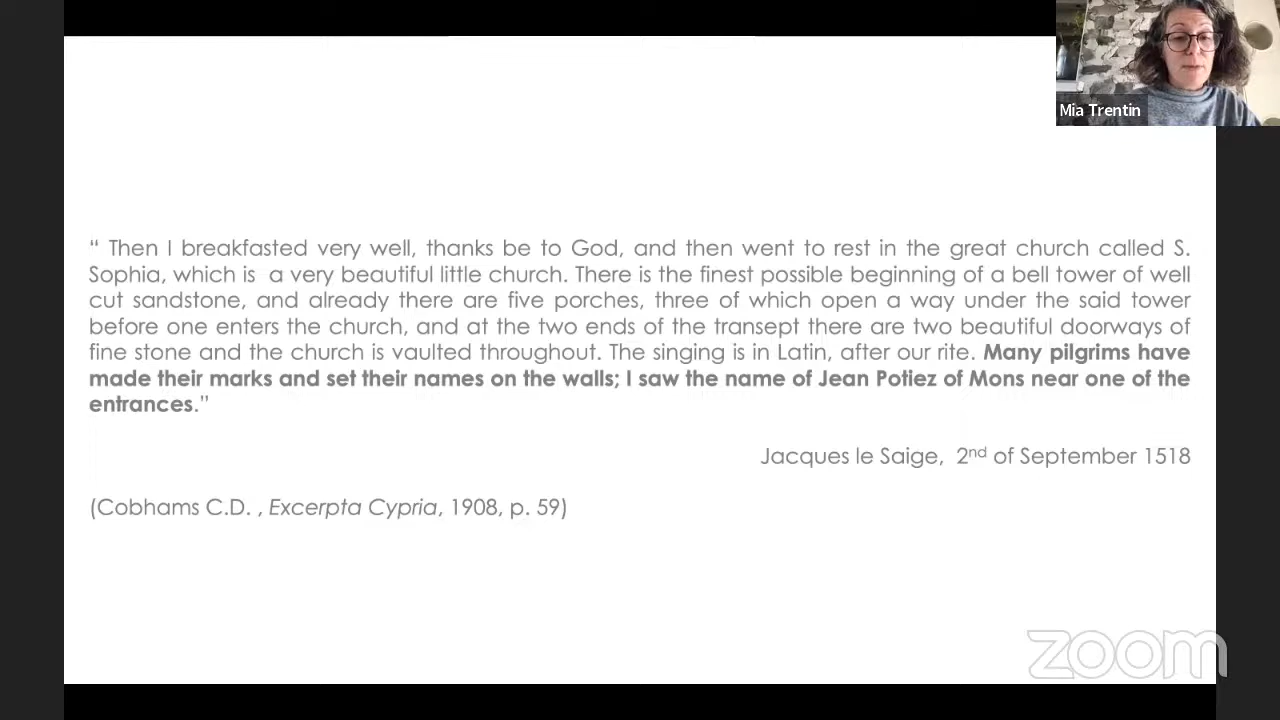 Mia Trentin
“ Then I breakfasted very well, thanks be to God, and then went to rest in the great church called S.
Sophia, which is a very beautiful little church. There is the finest possible beginning of a bell tower of well
cut sandstone, and already there are five porches, three of which open a way under the said tower
before one enters the church, and at the two ends of the transept there are two beautiful doorways of
fine stone and the church is vaulted throughout. The singing is in Latin, after our rite. Many pilgrims have
made their marks and set their names on the walls; I saw the name of Jean Potiez of Mons near one of the
entrances.”
Jacques le Saige, 2nd of September 1518
(Cobhams C.D. , Excerpta Cypria, 1908, p. 59)
zoom